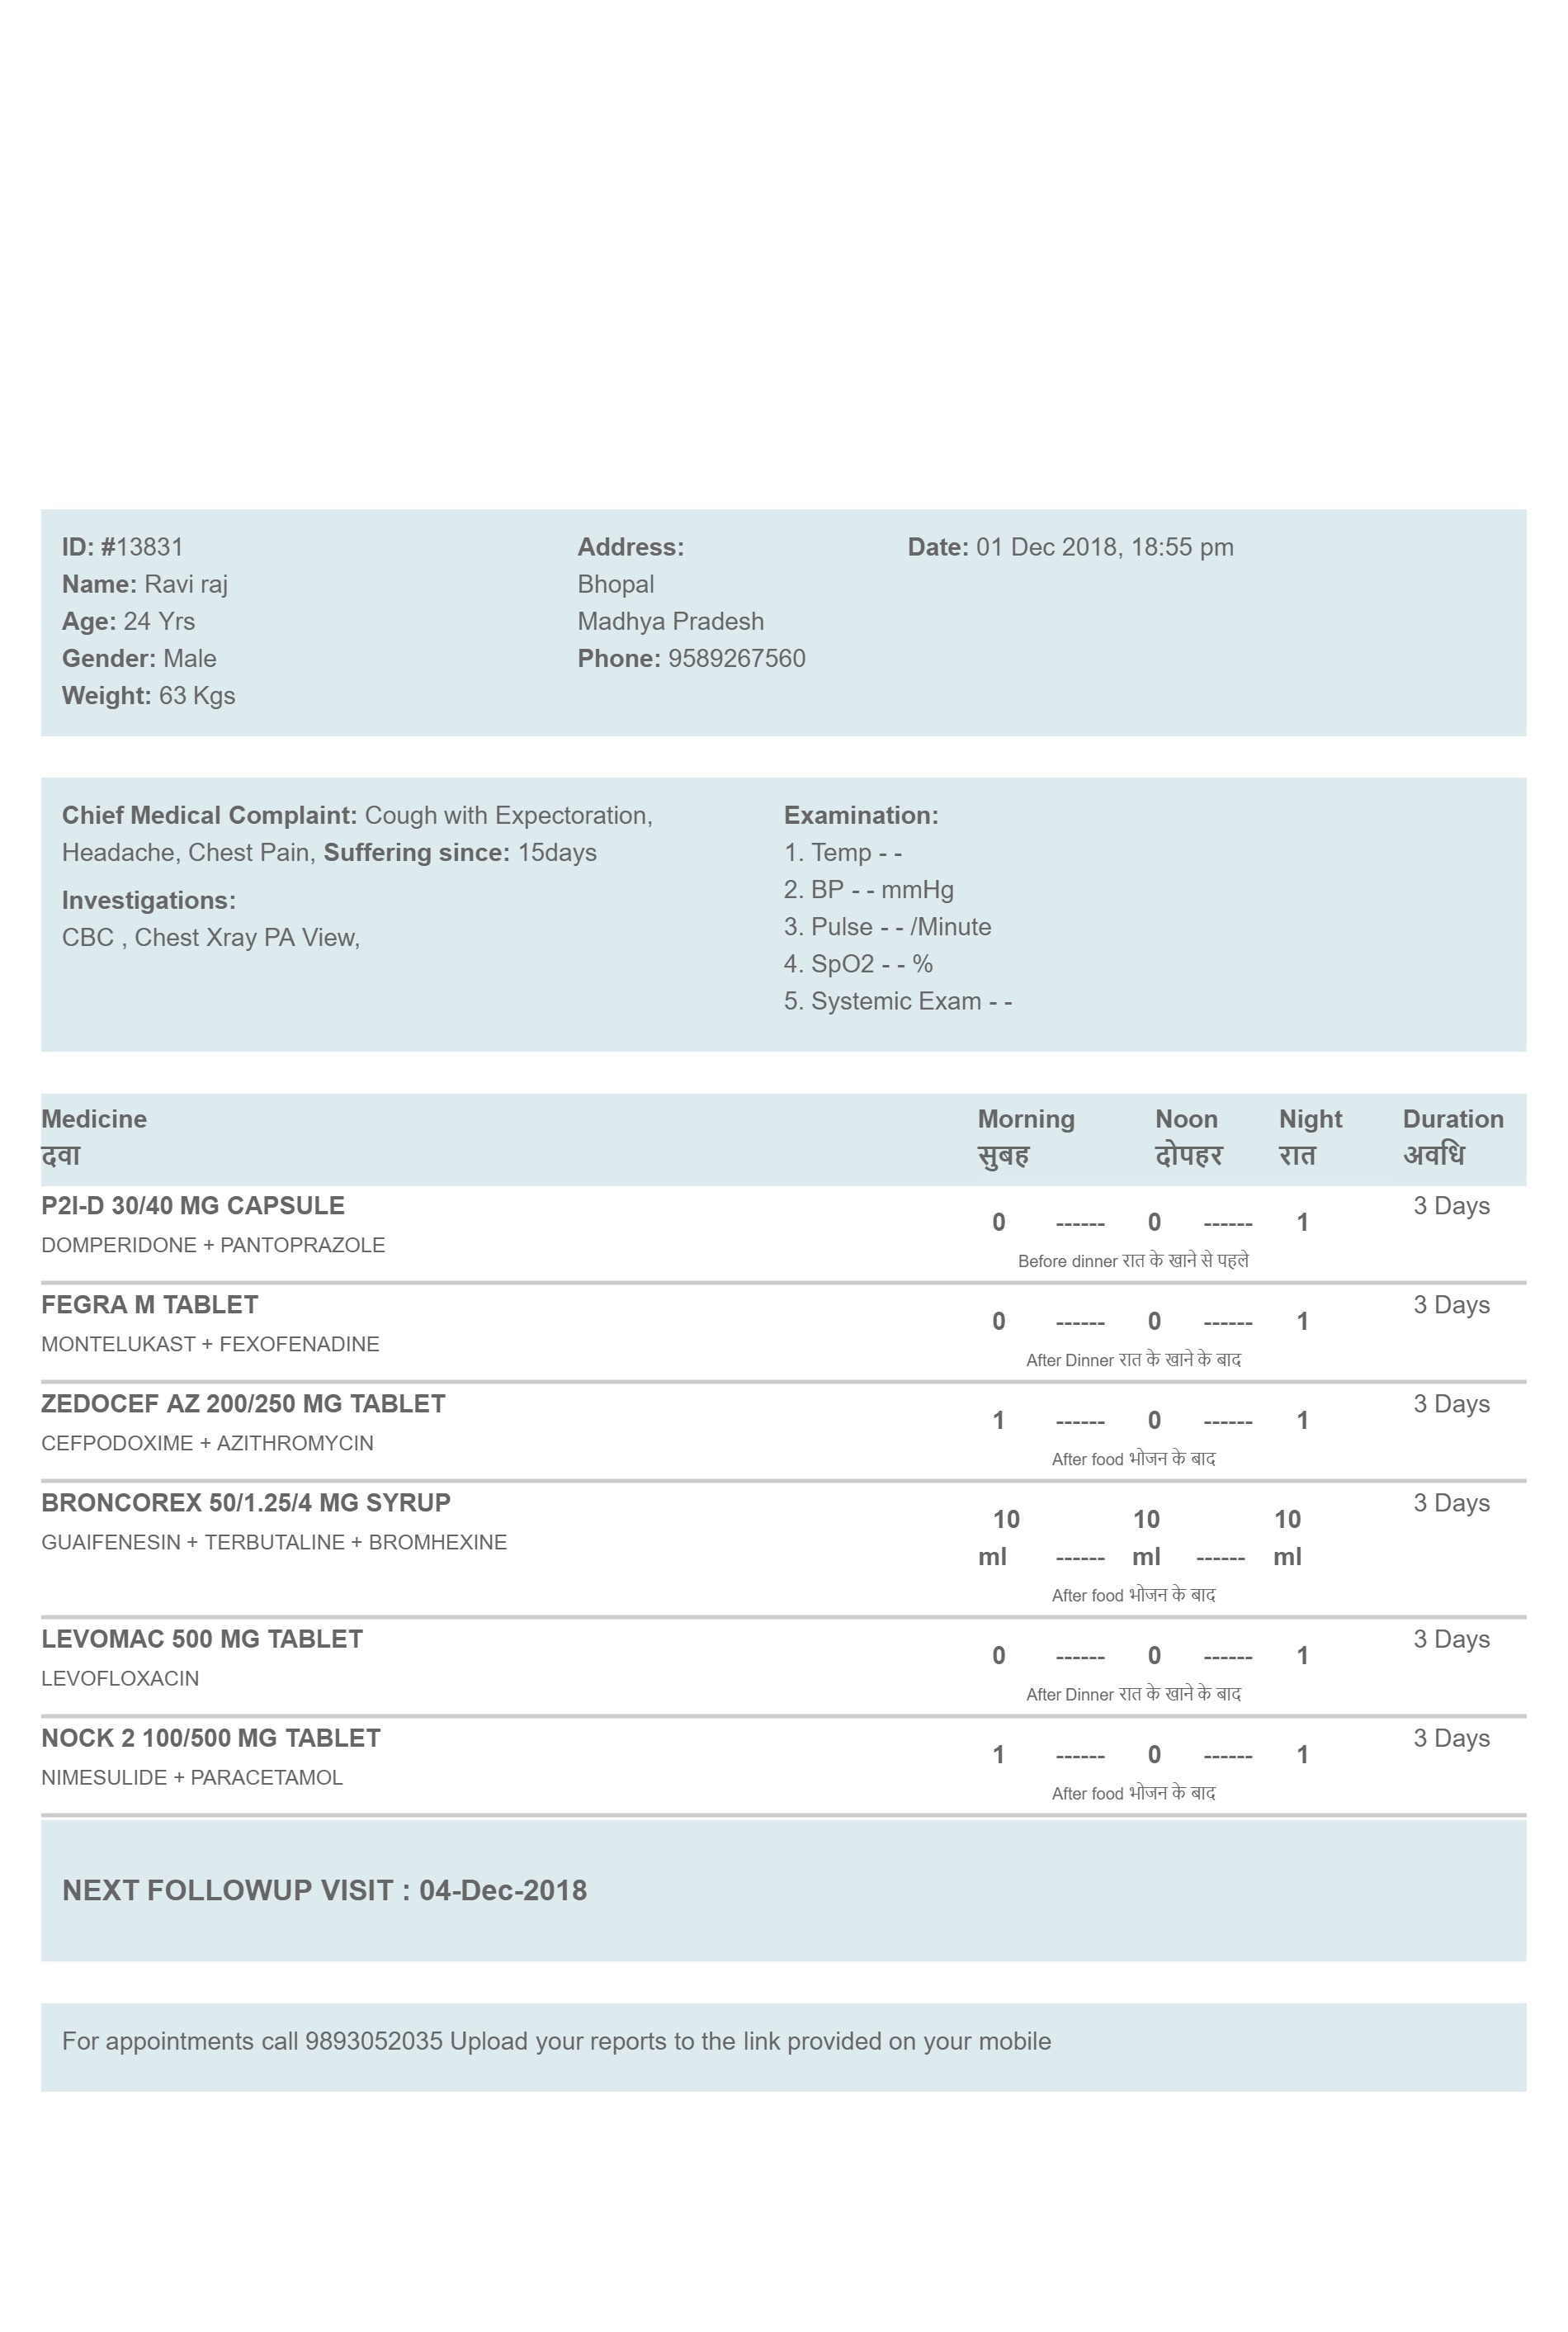 ID: #13831
Name: Ravi raj
Age: 24 Yrs
Gender: Male
Weight: 63 Kgs
Address:
Bhopal
Madhya Pradesh
Phone: 9589267560
Date: 01 Dec 2018, 18:55 pm
Chief Medical Complaint: Cough with Expectoration,
Headache, Chest Pain, Suffering since: 15days
Investigations:
CBC , Chest Xray PA View,
Examination:
1. Temp - -
2. BP - - mmHg
3. Pulse - - /Minute
4. SpO2 - - %
5. Systemic Exam - -
Medicine Morning Noon Night Duration
दवा सुबह दोपहर रात अवधि
P2I-D 30/40 MG CAPSULE 3 Days
0 ------ 0 ------ 1
DOMPERIDONE + PANTOPRAZOLE
Before dinner रात के खाने से पहले
FEGRA M TABLET 3 Days
0 ------ 0 ------ 1
MONTELUKAST + FEXOFENADINE
After Dinner रात के खाने के बाद
ZEDOCEF AZ 200/250 MG TABLET 3 Days
1 ------ 0 ------ 1
CEFPODOXIME + AZITHROMYCIN
After food भोजन के बाद
BRONCOREX 50/1.25/4 MG SYRUP 3 Days
10 10 10
GUAIFENESIN + TERBUTALINE + BROMHEXINE
ml ------ ml ------ ml
After food भोजन के बाद
LEVOMAC 500 MG TABLET 3 Days
0 ------ 0 ------ 1
LEVOFLOXACIN
After Dinner रात के खाने के बाद
NOCK 2 100/500 MG TABLET 3 Days
1 ------ 0 ------ 1
NIMESULIDE + PARACETAMOL
After food भोजन के बाद
NEXT FOLLOWUP VISIT : 04-Dec-2018
For appointments call 9893052035 Upload your reports to the link provided on your mobile